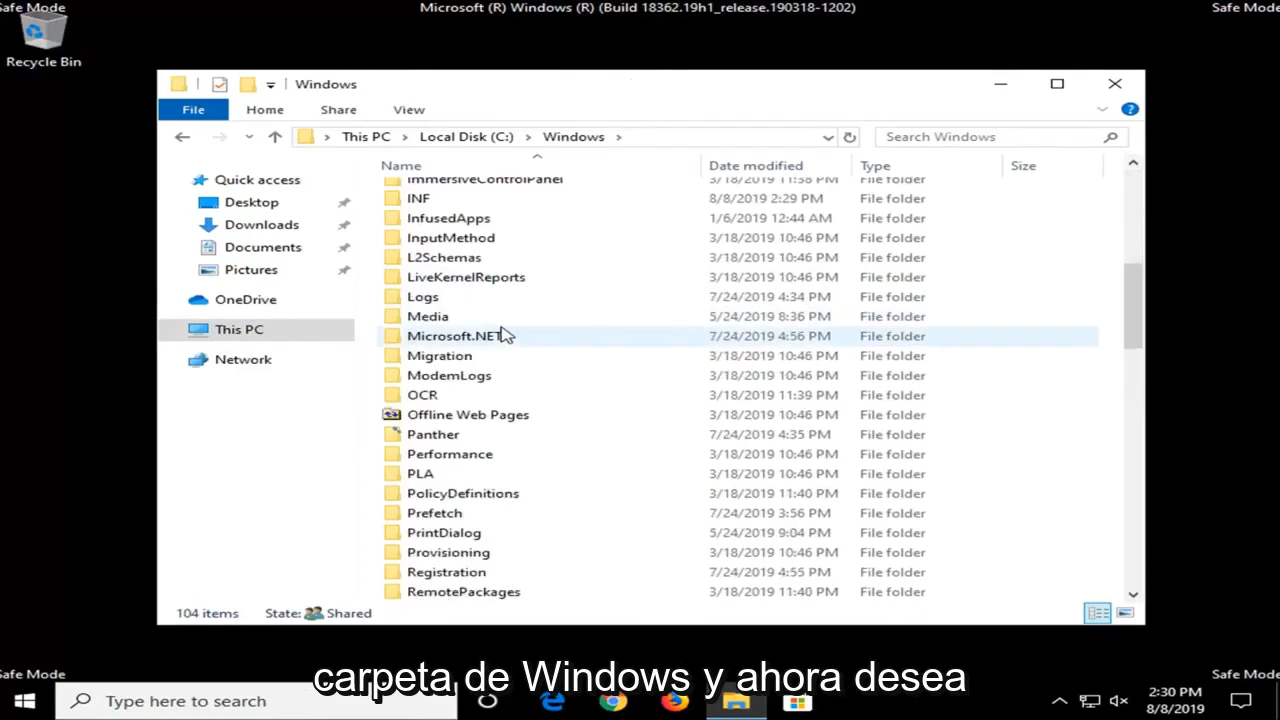 Safe Mode
Microsoft (R) Windows (R) (Build 18362.19h1_release.190318-1202)
Safe Mode
Recycle Bin
Windows
File Home Share View
This PC Local Disk (C:) Windows
Search Windows
Name Date modified Type Size
Quick access
Desktop
Downloads
Documents
Pictures
OneDrive
This PC
Network
ImmersiveControlPanel 3/18/2019 11:38 PM File folder
INF 8/8/2019 2:29 PM File folder
InfusedApps 1/6/2019 12:44 AM File folder
InputMethod 3/18/2019 10:46 PM File folder
L2Schemas 3/18/2019 10:46 PM File folder
LiveKernelReports 3/18/2019 10:46 PM File folder
Logs 7/24/2019 4:34 PM File folder
Media 5/24/2019 8:36 PM File folder
Microsoft.NET 7/24/2019 4:56 PM File folder
Migration 3/18/2019 10:46 PM File folder
ModemLogs 3/18/2019 10:46 PM File folder
OCR 3/18/2019 11:39 PM File folder
Offline Web Pages 3/18/2019 10:46 PM File folder
Panther 7/24/2019 4:35 PM File folder
Performance 3/18/2019 10:46 PM File folder
PLA 3/18/2019 10:46 PM File folder
PolicyDefinitions 3/18/2019 11:40 PM File folder
Prefetch 7/24/2019 3:56 PM File folder
PrintDialog 5/24/2019 9:04 PM File folder
Provisioning 3/18/2019 10:46 PM File folder
Registration 7/24/2019 4:55 PM File folder
RemotePackages 3/18/2019 11:40 PM File folder
104 items State: Shared
carpeta de Windows y ahora desea
Safe Mode
Safe Mode
Type here to search
2:30 PM
8/8/2019